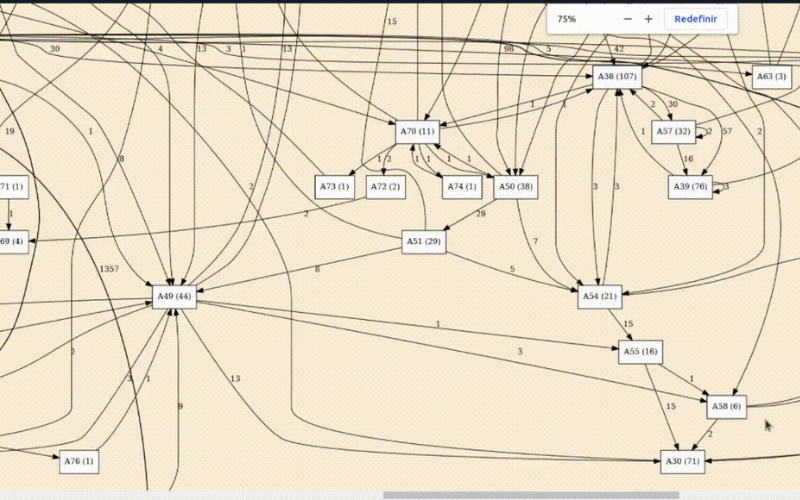 75% − + Redefinir
15
30 4 13 3 1 13 98 5 42
A38 (107) A63 (3)
1 1 2 30
19 1 A70 (11) A57 (32) 2 57 2
1
8 1 2 1 1 1 1 16
71 (1) 2 A73 (1) A72 (2) A74 (1) A50 (38) 3 3 A39 (76) 3
1 2 29
69 (4) A51 (29) 7
1357 8 5
A49 (44) A54 (21)
1 15
2 3 A55 (16)
3 1 13 1
9 15 A58 (6)
2
A76 (1) A30 (71)